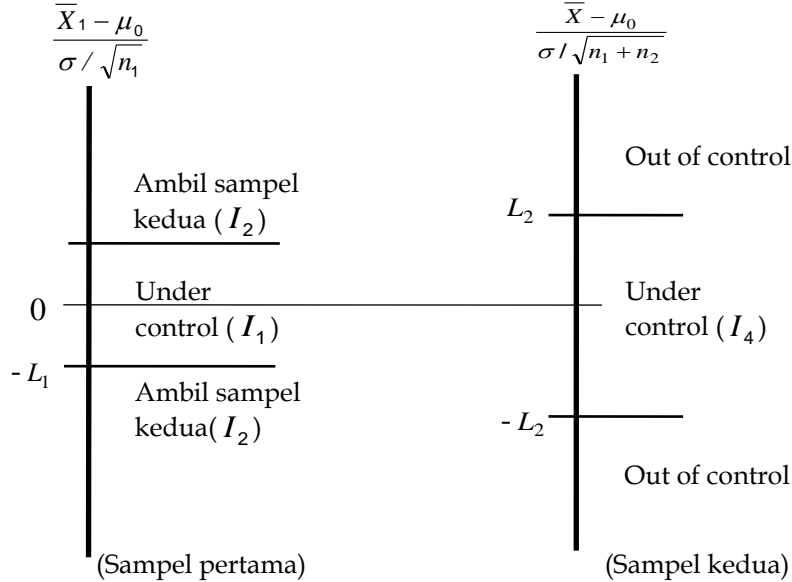 X̄₁ − μ₀
σ / √n₁
Ambil sampel
kedua ( I₂ )
0
Under
control ( I₁ )
- L₁
Ambil sampel
kedua( I₂ )
(Sampel pertama)
X̄ − μ₀
σ / √n₁ + n₂
Out of control
L₂
Under
control ( I₄ )
- L₂
Out of control
(Sampel kedua)